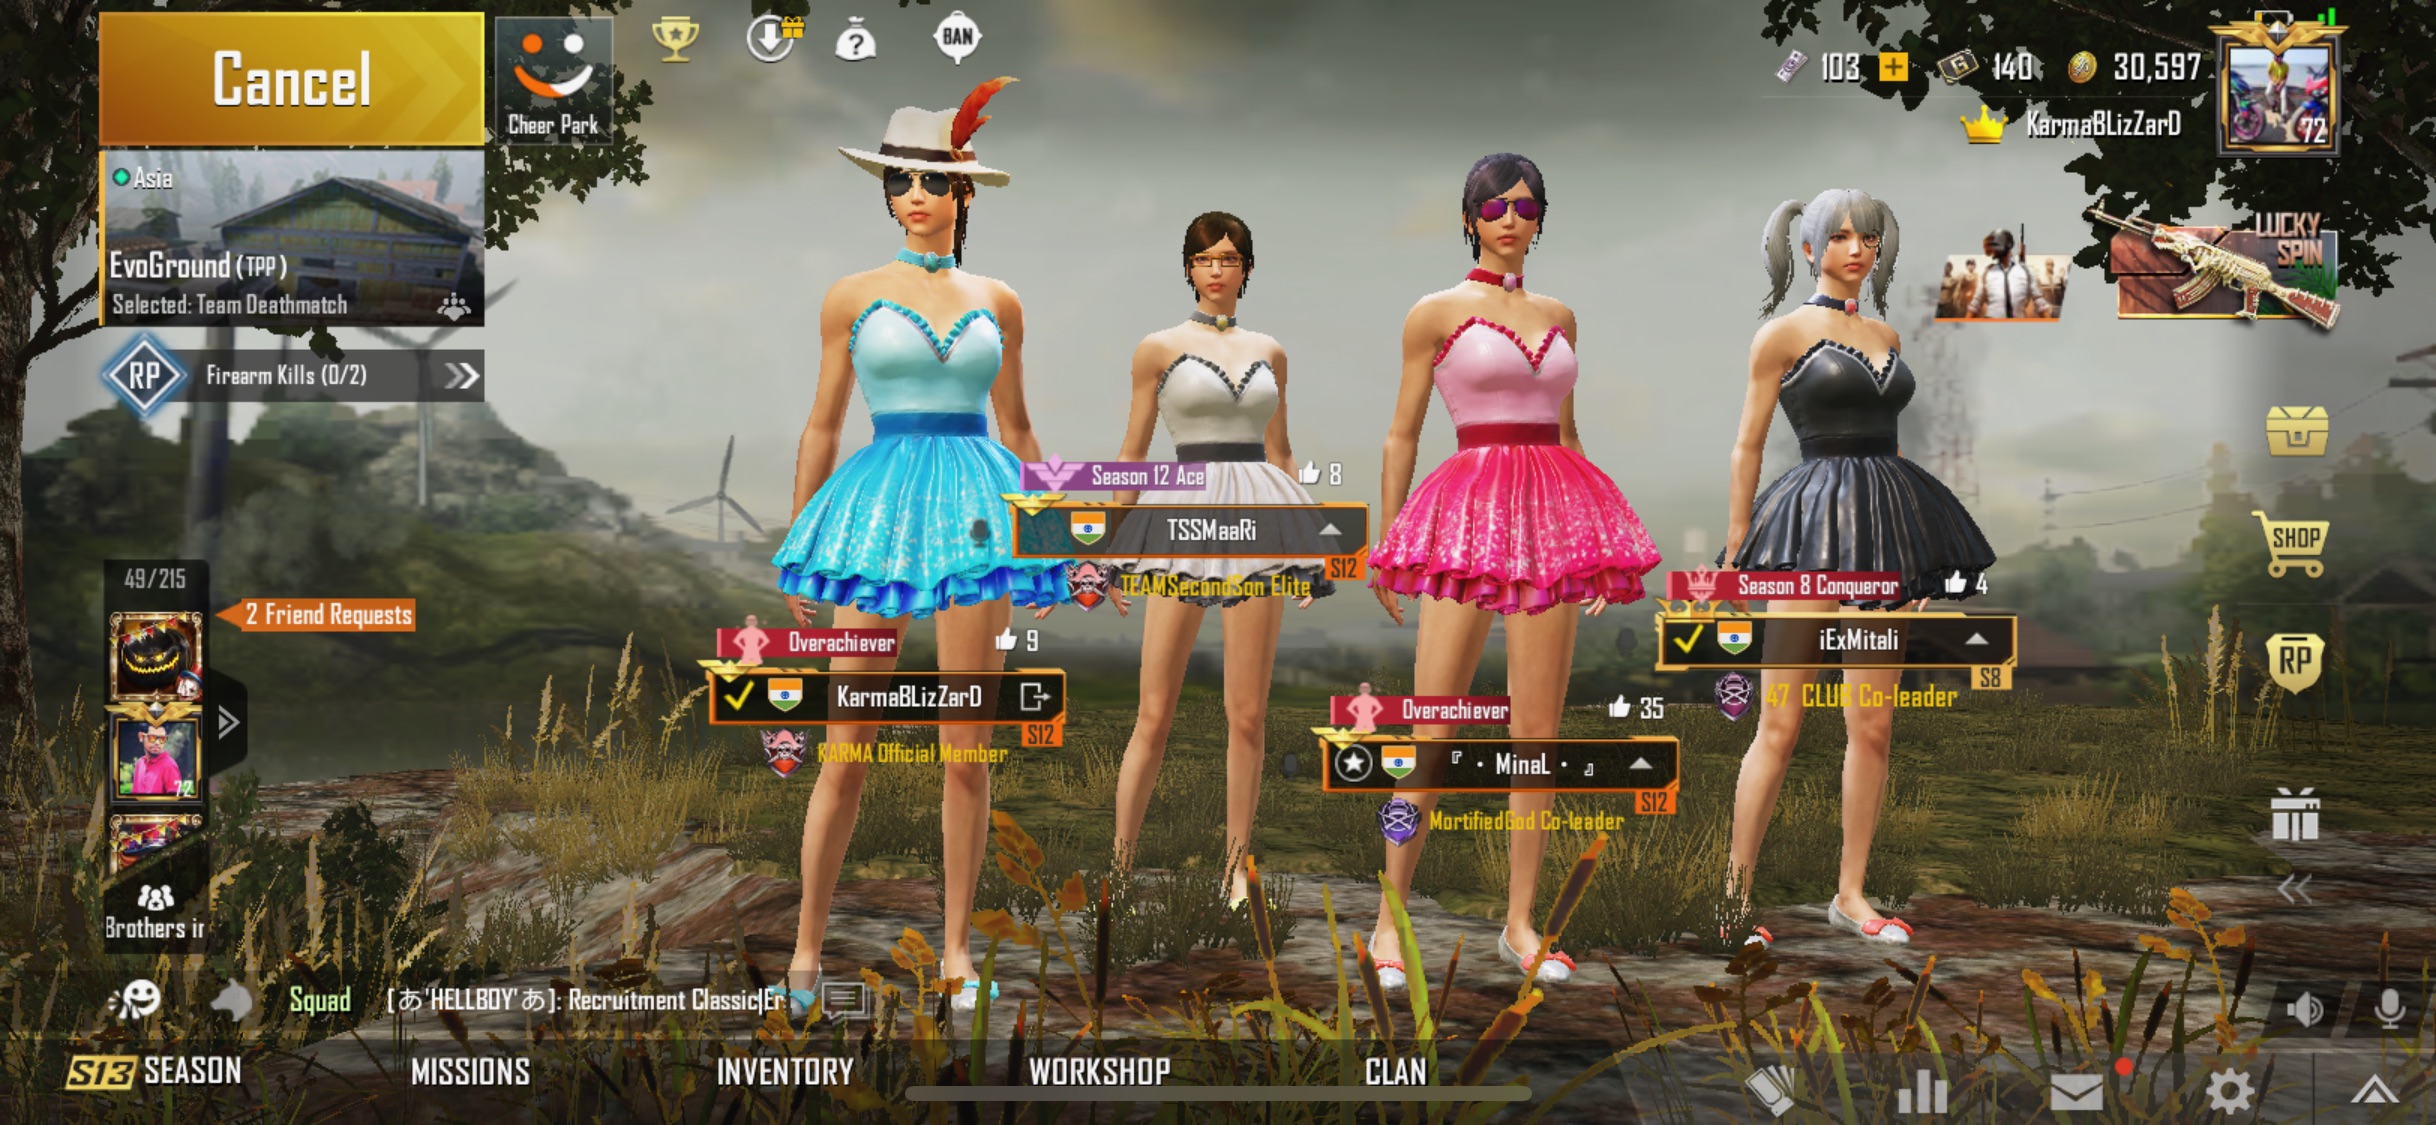 Cancel
Cheer Park
BAN
103
140
30,597
KarmaBLizZarD
72
Asia
EvoGround (TPP)
Selected: Team Deathmatch
RP
Firearm Kills (0/2)
LUCKY
SPIN
Season 12 Ace
8
TSSMaaRi
S12
TEAMSecondSon Elite
SHOP
49/215
2 Friend Requests
Season 8 Conqueror
4
iExMitali
S8
47 CLUB Co-leader
Overachiever
9
KarmaBLizZarD
S12
KARMA Official Member
RP
Overachiever
35
『 · MinaL · 』
S12
MortifiedGod Co-leader
72
Brothers in
Squad
[あ'HELLBOY'あ]: Recruitment Classic|Er
S13 SEASON
MISSIONS
INVENTORY
WORKSHOP
CLAN